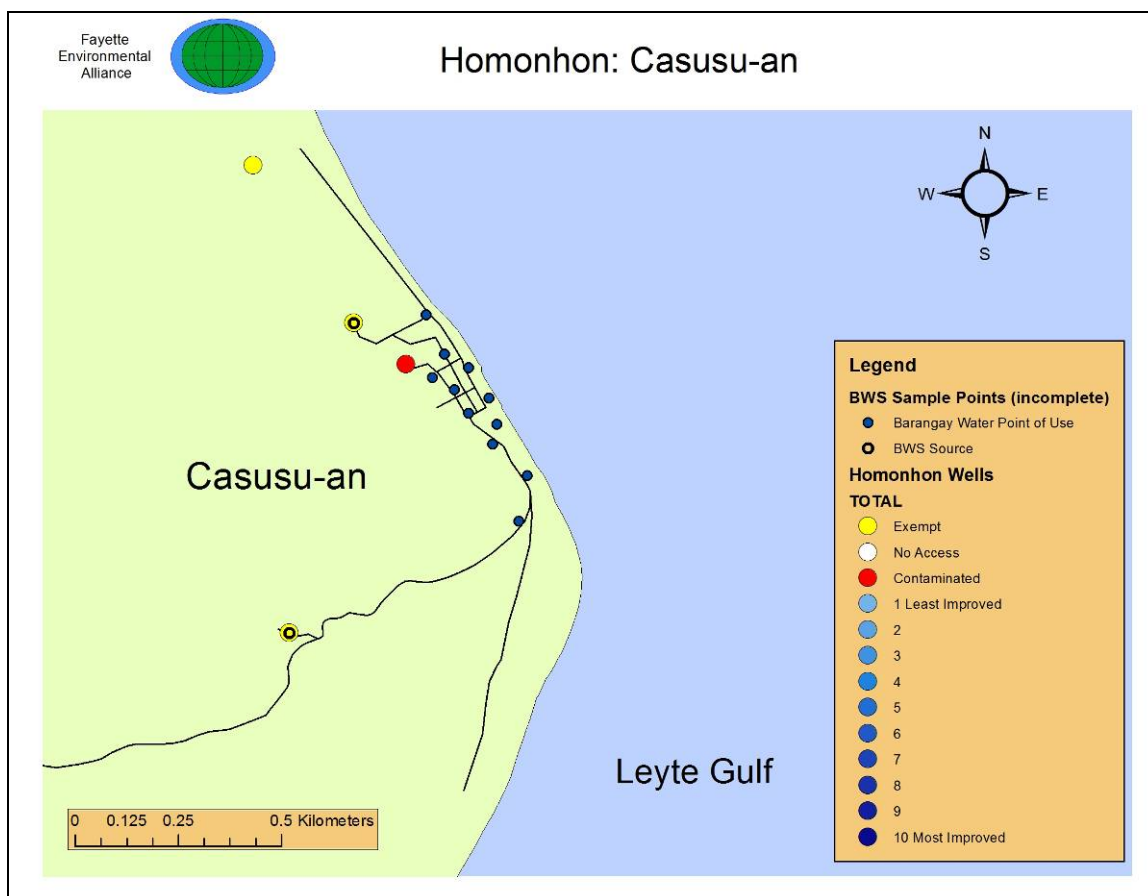 Fayette
Environmental
Alliance
Homonhon: Casusu-an
N
W
E
S
Casusu-an
Leyte Gulf
Legend
BWS Sample Points (incomplete)
Barangay Water Point of Use
BWS Source
Homonhon Wells
TOTAL
Exempt
No Access
Contaminated
1 Least Improved
2
3
4
5
6
7
8
9
10 Most Improved
0 0.125 0.25 0.5 Kilometers